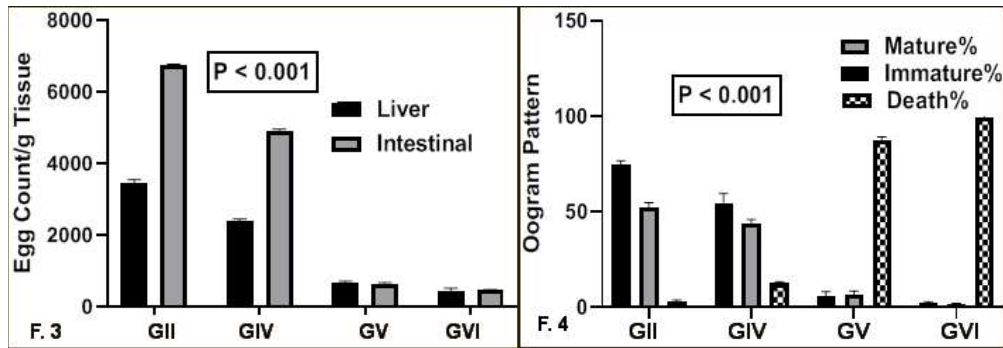 8000
6000
4000
2000
0
Egg Count/g Tissue
P < 0.001
Liver
Intestinal
GII GIV GV GVI
F. 3
150
100
50
0
Oogram Pattern
Mature%
Immature%
Death%
P < 0.001
GII GIV GV GVI
F. 4